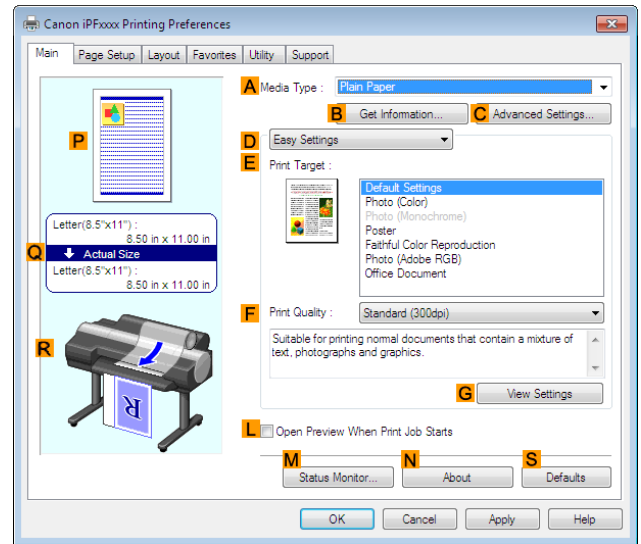 Canon iPFxxxx Printing Preferences
Main Page Setup Layout Favorites Utility Support
A Media Type : Plain Paper
B Get Information... C Advanced Settings...
D Easy Settings
E Print Target :
Default Settings
Photo (Color)
Photo (Monochrome)
Poster
Faithful Color Reproduction
Photo (Adobe RGB)
Office Document
F Print Quality : Standard (300dpi)
Suitable for printing normal documents that contain a mixture of
text, photographs and graphics.
G View Settings
L Open Preview When Print Job Starts
M Status Monitor... N About S Defaults
P
Letter(8.5"x11") :
8.50 in x 11.00 in
Q Actual Size
Letter(8.5"x11") :
8.50 in x 11.00 in
R
R
OK Cancel Apply Help